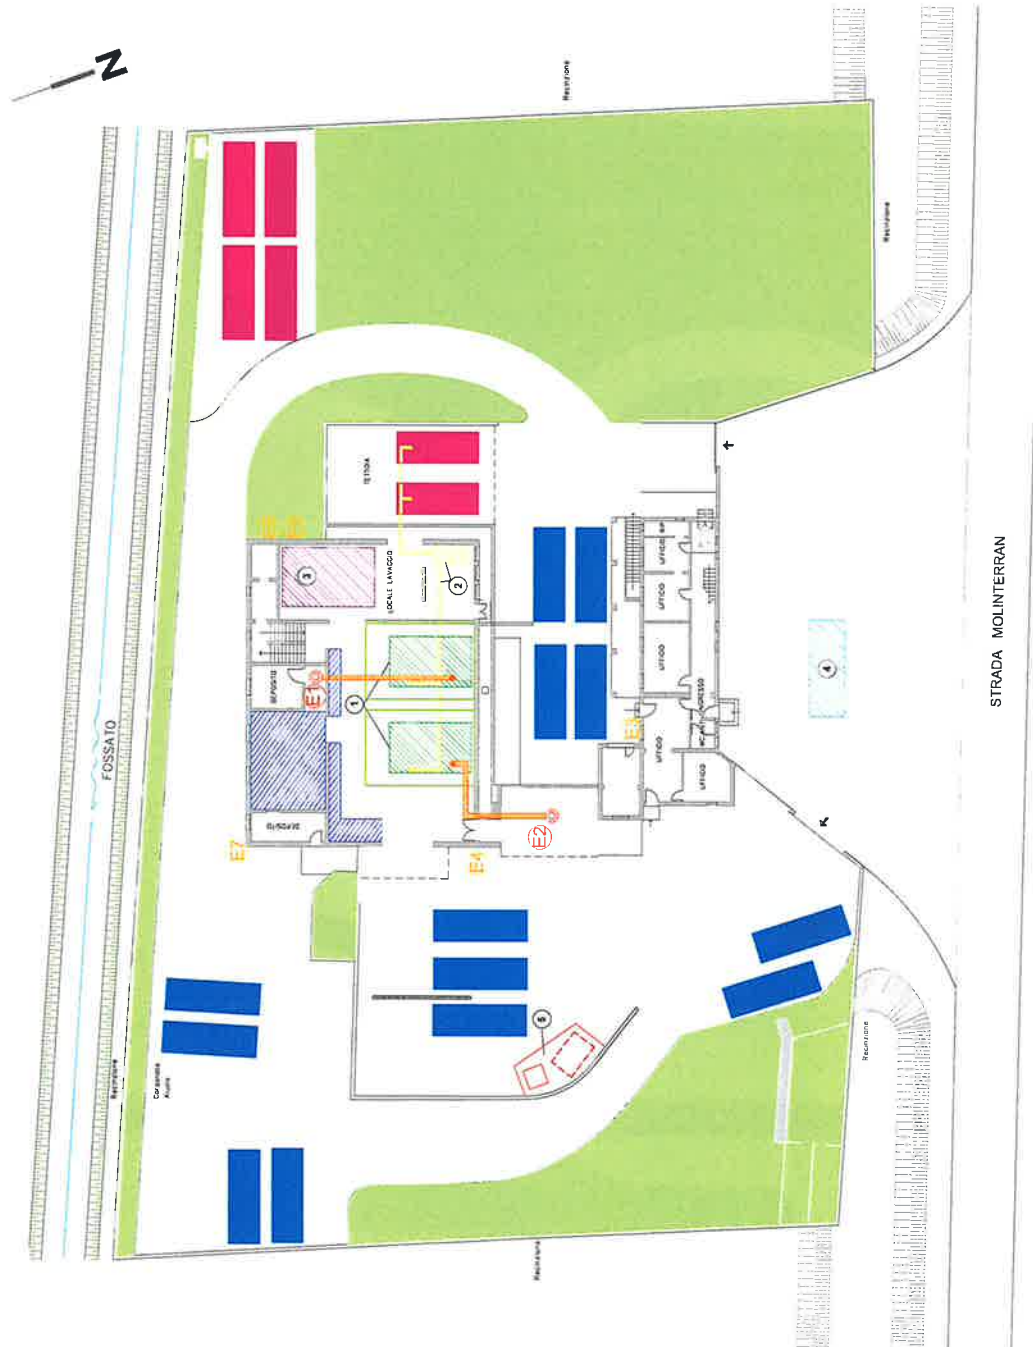 N
Recinzione
Recinzione
FOSSATO
TETTOIA
3
LOCALE LAVAGGIO
2
DEPOSITO
E1
1
DEPOSITO
E7
E4
E2
E3
UFFICIO
UFFICIO
UFFICIO
UFFICIO
UFFICIO
INGRESSO
4
STRADA MOLINTERRAN
5
Recinzione
Recinzione
Recinzione